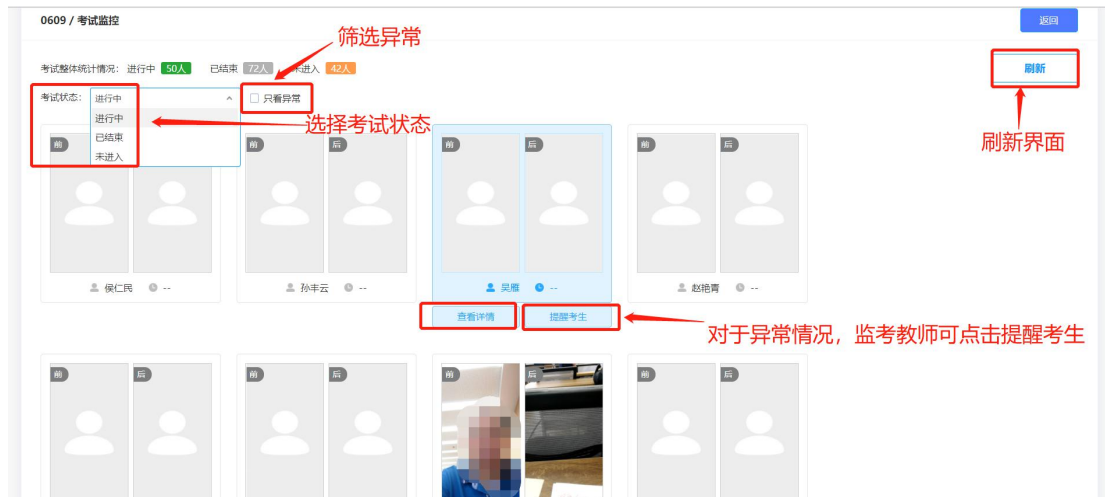 0609 / 考试监控
返回
筛选异常
考试整体统计情况： 进行中 50人 已结束 72人 未进入 42人
刷新
考试状态： 进行中 只看异常
进行中
选择考试状态
已结束
未进入
刷新界面
前 前 后 前 后 前 后
侯仁民 -- 孙丰云 -- 吴雁 -- 赵艳青 --
查看详情 提醒考生
对于异常情况，监考教师可点击提醒考生
前 后 前 后 前 后 前 后